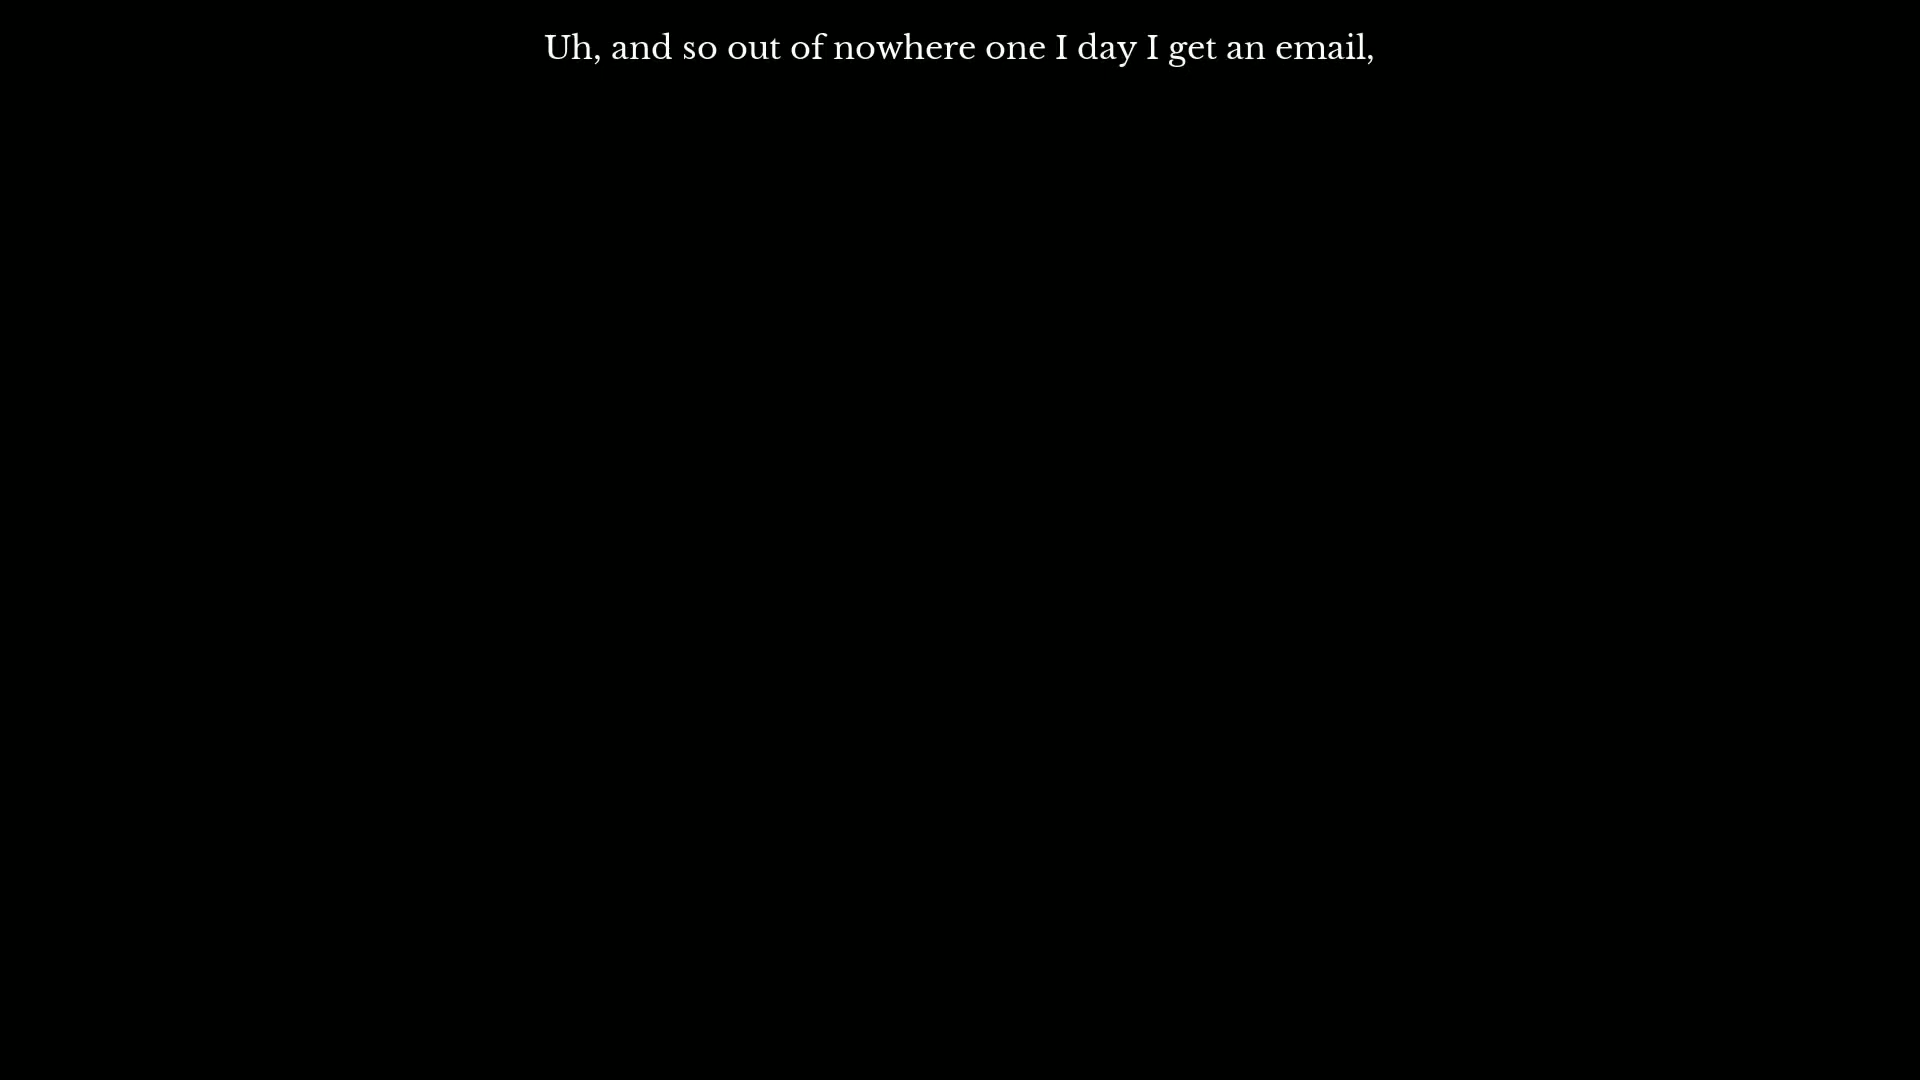 Uh, and so out of nowhere one I day I get an email,